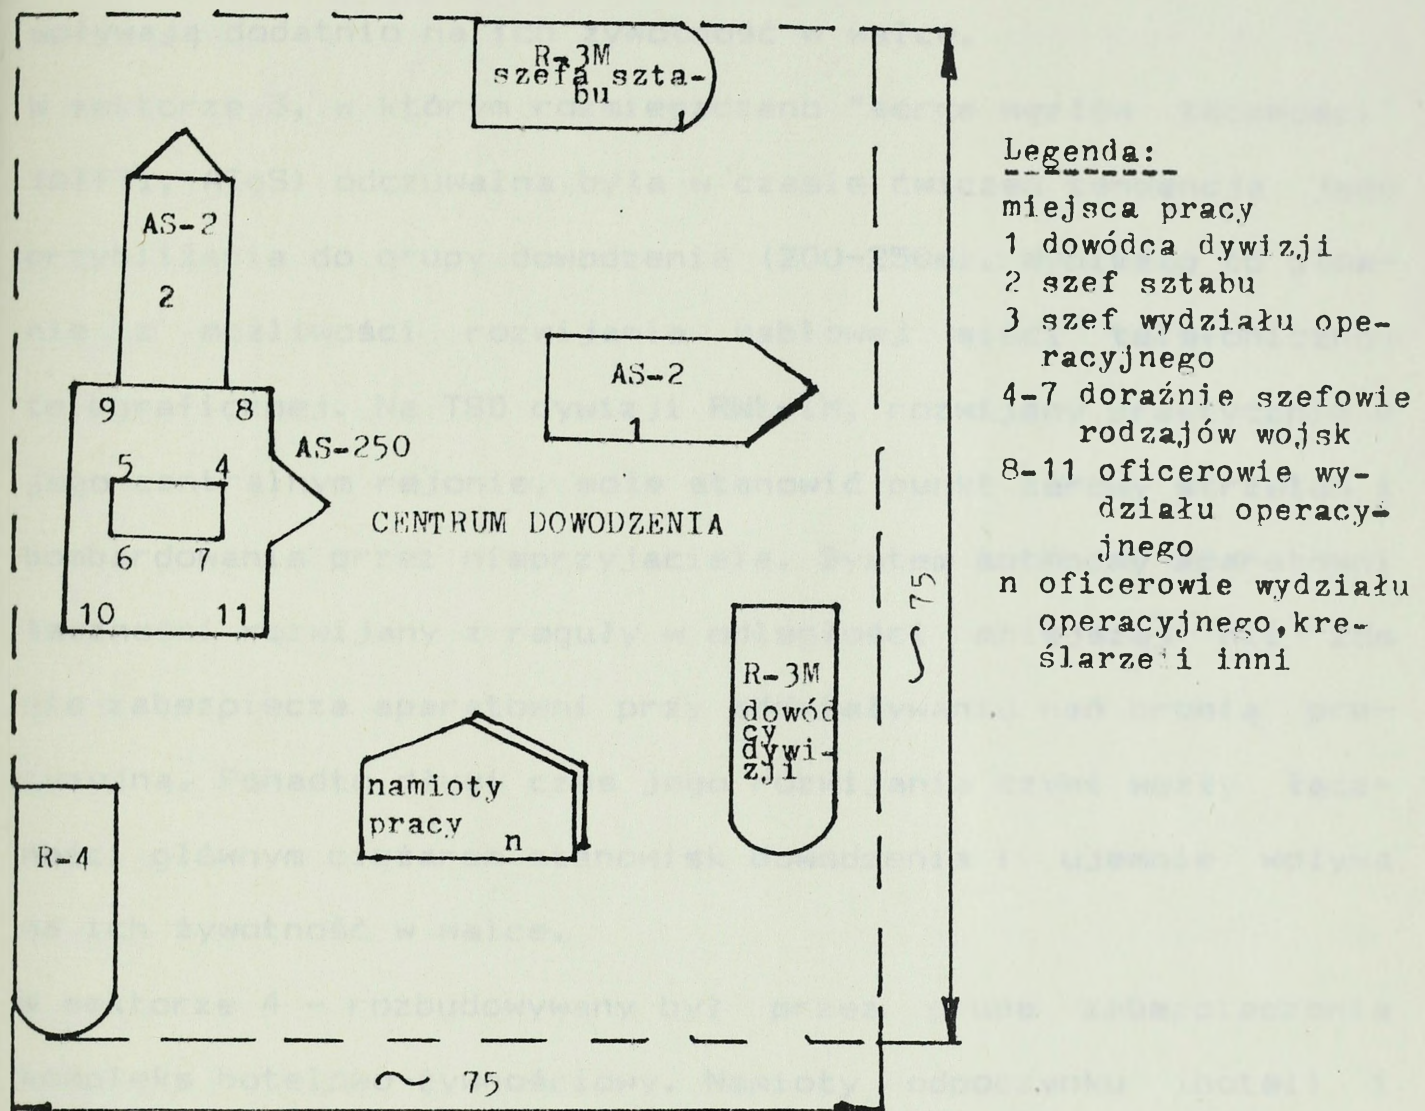 R-3M
szefa szta-
bu
AS-2
2
9 8
AS-250
5 4
6 7
10 11
AS-2
1
CENTRUM DOWODZENIA
R-3M
dowód
cy
dywi-
zji
namioty
pracy n
R-4
~ 75
~ 75
Legenda:
miejsca pracy
1 dowódca dywizji
2 szef sztabu
3 szef wydziału ope-
racyjnego
4-7 doraźnie szefowie
rodzajów wojsk
8-11 oficerowie wy-
działu operacy-
jnego
n oficerowie wydziału
operacyjnego,kre-
ślarze i inni